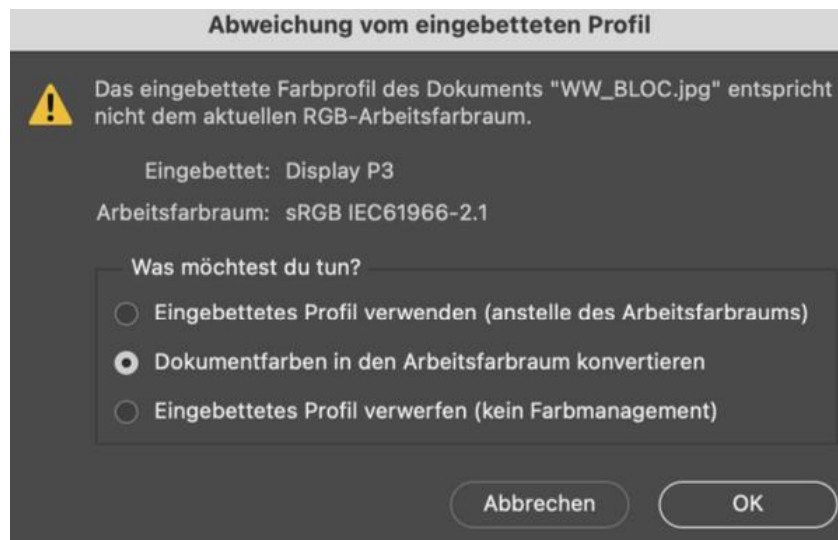 Abweichung vom eingebetteten Profil
Das eingebettete Farbprofil des Dokuments "WW_BLOC.jpg" entspricht
nicht dem aktuellen RGB-Arbeitsfarbraum.
Eingebettet: Display P3
Arbeitsfarbraum: sRGB IEC61966-2.1
Was möchtest du tun?
Eingebettetes Profil verwenden (anstelle des Arbeitsfarbraums)
Dokumentfarben in den Arbeitsfarbraum konvertieren
Eingebettetes Profil verwerfen (kein Farbmanagement)
Abbrechen OK